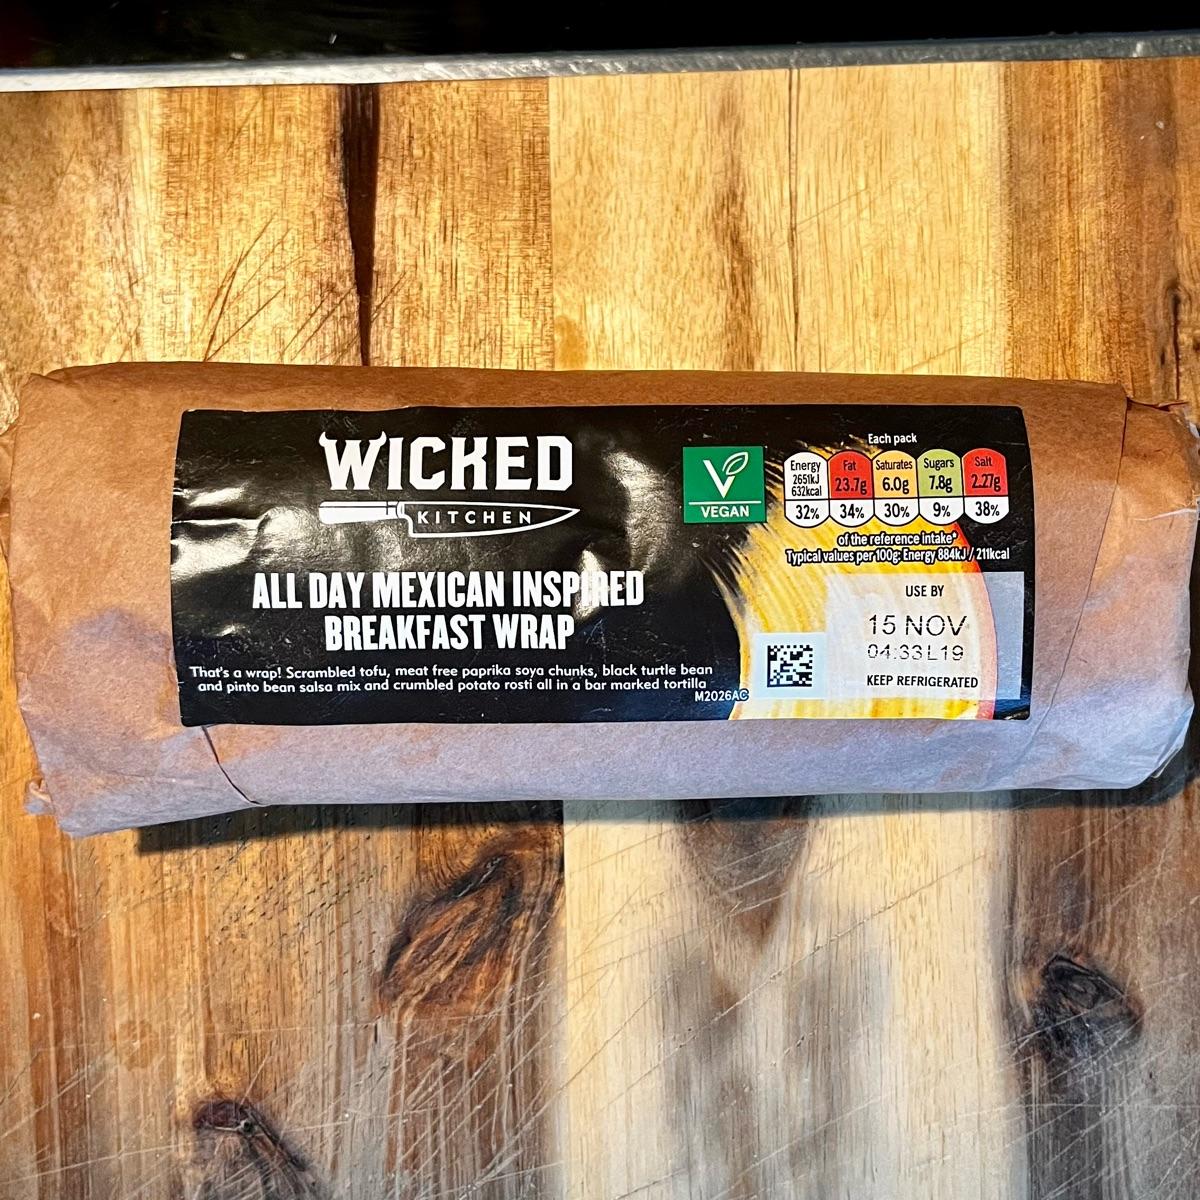 WICKED
KITCHEN
ALL DAY MEXICAN INSPIRED
BREAKFAST WRAP
That's a wrap! Scrambled tofu, meat free paprika soya chunks, black turtle bean
and pinto bean salsa mix and crumbled potato rosti all in a bar marked tortilla
M2026AC
V
VEGAN
Each pack
Energy Fat Saturates Sugars Salt
2651kJ
632kcal 23.7g 6.0g 7.8g 2.27g
32% 34% 30% 9% 38%
of the reference intake*
Typical values per 100g: Energy 884kJ / 211kcal
USE BY
15 NOV
04:33 L19
KEEP REFRIGERATED